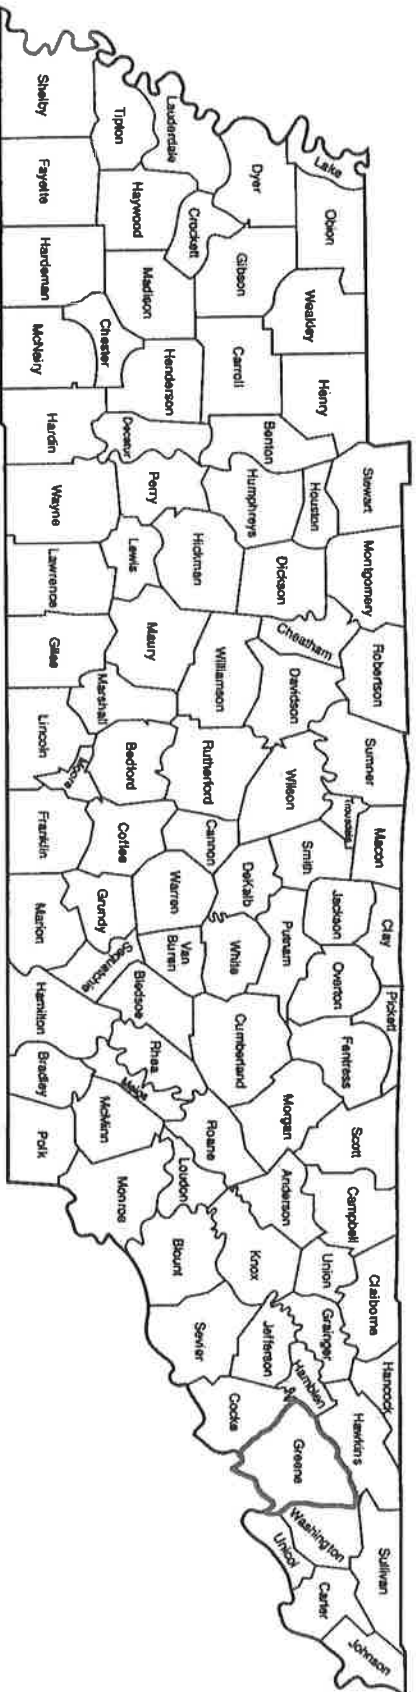 Lake
Obion
Dyer
Lauderdale
Tipton
Shelby
Weakley
Gibson
Crockett
Haywood
Fayette
Henry
Carroll
Madison
Hardeman
Chester
Henderson
McNairy
Stewart
Houston
Benton
Humphreys
Decatur
Perry
Hardin
Wayne
Montgomery
Dickson
Hickman
Lewis
Lawrence
Robertson
Cheatham
Davidson
Williamson
Maury
Giles
Sumner
Wilson
Rutherford
Marshall
Bedford
Moore
Lincoln
Macon
Trousdale
Smith
Cannon
DeKalb
Coffee
Warren
Franklin
Clay
Jackson
Putnam
White
Van
Buren
Grundy
Sequatchie
Marion
Pickett
Overton
Fentress
Cumberland
Bledsoe
Rhea
Hamilton
Scott
Morgan
Roane
Meigs
McMinn
Bradley
Polk
Campbell
Anderson
Loudon
Monroe
Claiborne
Union
Knox
Blount
Hancock
Grainger
Hamblen
Jefferson
Sevier
Hawkins
Greene
Cocke
Sullivan
Washington
Unicoi
Carter
Johnson